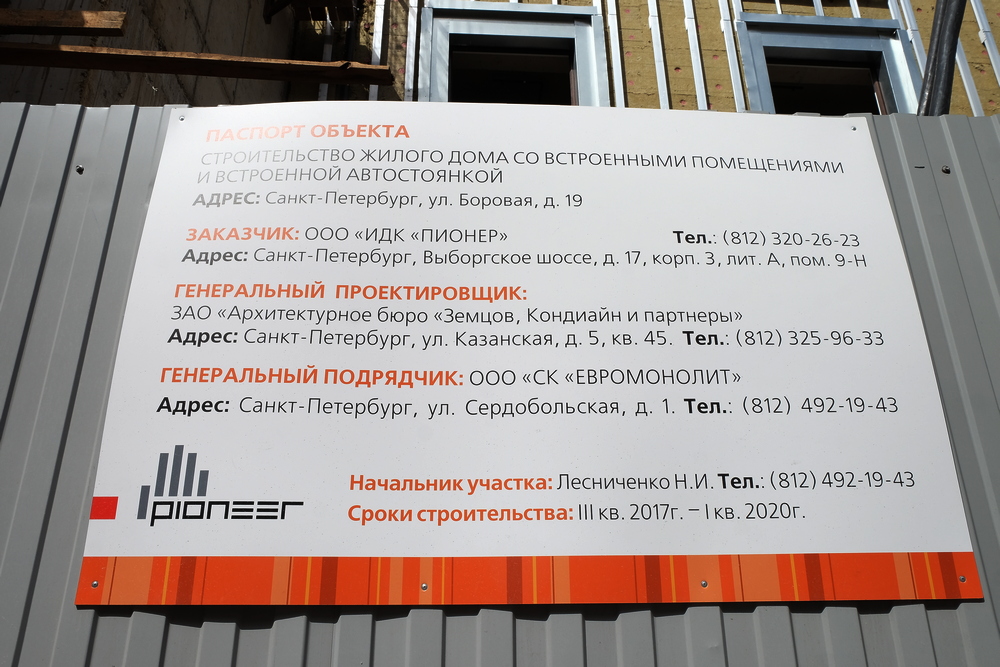 ПАСПОРТ ОБЪЕКТА
СТРОИТЕЛЬСТВО ЖИЛОГО ДОМА СО ВСТРОЕННЫМИ ПОМЕЩЕНИЯМИ
И ВСТРОЕННОЙ АВТОСТОЯНКОЙ
АДРЕС: Санкт-Петербург, ул. Боровая, д. 19
ЗАКАЗЧИК: ООО «ИДК «ПИОНЕР» Тел.: (812) 320-26-23
Адрес: Санкт-Петербург, Выборгское шоссе, д. 17, корп. 3, лит. А, пом. 9-Н
ГЕНЕРАЛЬНЫЙ ПРОЕКТИРОВЩИК:
ЗАО «Архитектурное бюро «Земцов, Кондиайн и партнеры»
Адрес: Санкт-Петербург, ул. Казанская, д. 5, кв. 45. Тел.: (812) 325-96-33
ГЕНЕРАЛЬНЫЙ ПОДРЯДЧИК: ООО «СК «ЕВРОМОНОЛИТ»
Адрес: Санкт-Петербург, ул. Сердобольская, д. 1. Тел.: (812) 492-19-43
Начальник участка: Лесниченко Н.И. Тел.: (812) 492-19-43
Сроки строительства: III кв. 2017г. – I кв. 2020г.
pioneer